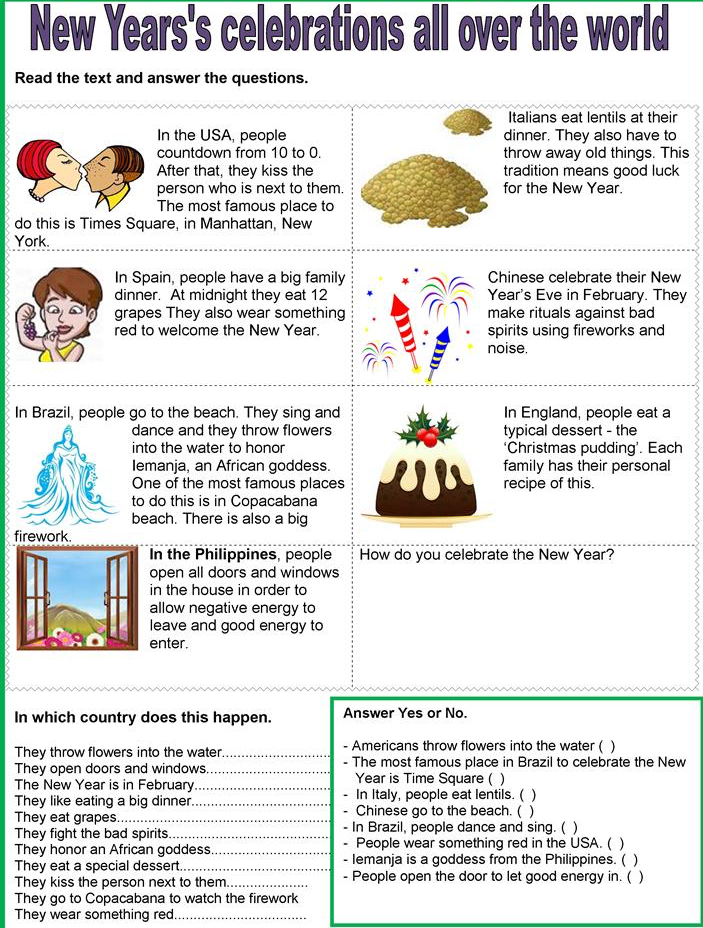 New Years's celebrations all over the world
Read the text and answer the questions.
In the USA, people
countdown from 10 to 0.
After that, they kiss the
person who is next to them.
The most famous place to
do this is Times Square, in Manhattan, New
York.
Italians eat lentils at their
dinner. They also have to
throw away old things. This
tradition means good luck
for the New Year.
In Spain, people have a big family
dinner.  At midnight they eat 12
grapes They also wear something
red to welcome the New Year.
Chinese celebrate their New
Year's Eve in February. They
make rituals against bad
spirits using fireworks and
noise.
In Brazil, people go to the beach. They sing and
dance and they throw flowers
into the water to honor
Iemanja, an African goddess.
One of the most famous places
to do this is in Copacabana
beach. There is also a big
firework.
In England, people eat a
typical dessert - the
'Christmas pudding'. Each
family has their personal
recipe of this.
In the Philippines, people
open all doors and windows
in the house in order to
allow negative energy to
leave and good energy to
enter.
How do you celebrate the New Year?
In which country does this happen.
They throw flowers into the water............................
They open doors and windows................................
The New Year is in February...................................
They like eating a big dinner...................................
They eat grapes......................................................
They fight the bad spirits.........................................
They honor an African goddess..............................
They eat a special dessert......................................
They kiss the person next to them.....................
They go to Copacabana to watch the firework
They wear something red..................................
Answer Yes or No.
- Americans throw flowers into the water ( )
- The most famous place in Brazil to celebrate the New
Year is Time Square ( )
-  In Italy, people eat lentils. ( )
-  Chinese go to the beach. ( )
- In Brazil, people dance and sing. ( )
-  People wear something red in the USA. ( )
- Iemanja is a goddess from the Philippines. ( )
- People open the door to let good energy in. ( )